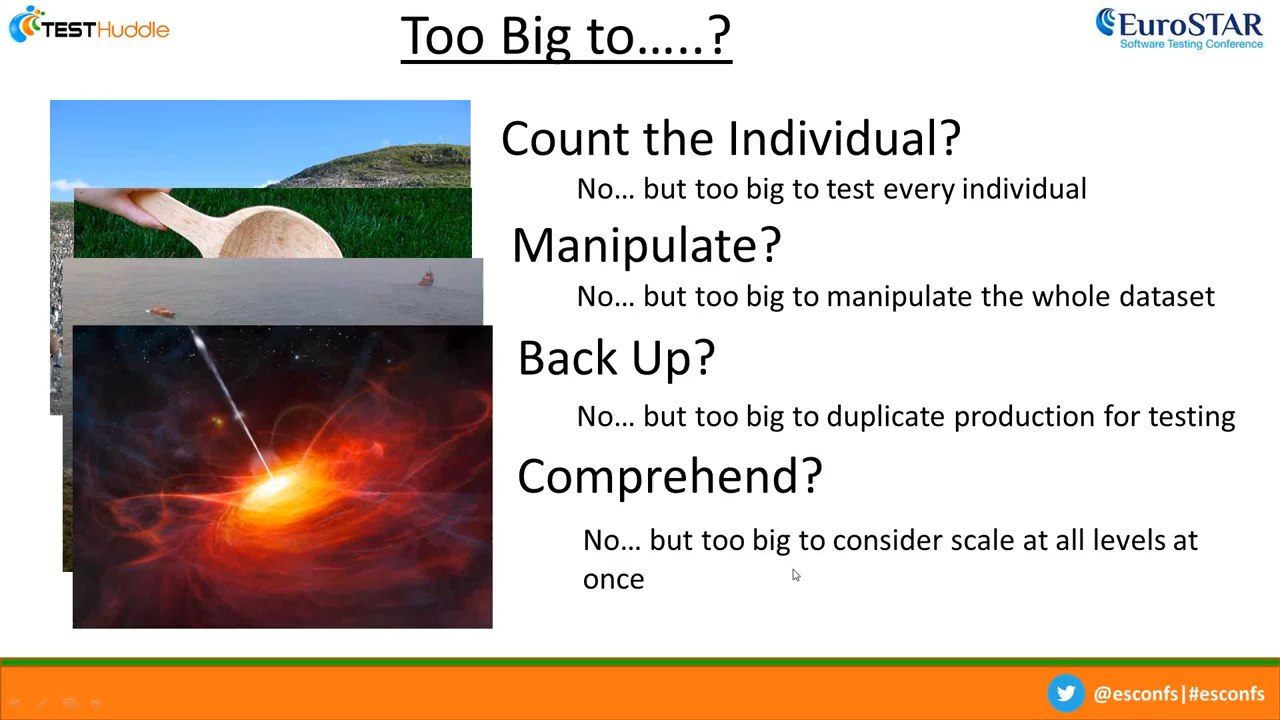 TESTHuddle
Too Big to…..?
EuroSTAR
Software Testing Conference
Count the Individual?
No… but too big to test every individual
Manipulate?
No… but too big to manipulate the whole dataset
Back Up?
No… but too big to duplicate production for testing
Comprehend?
No… but too big to consider scale at all levels at
once
@esconfs|#esconfs